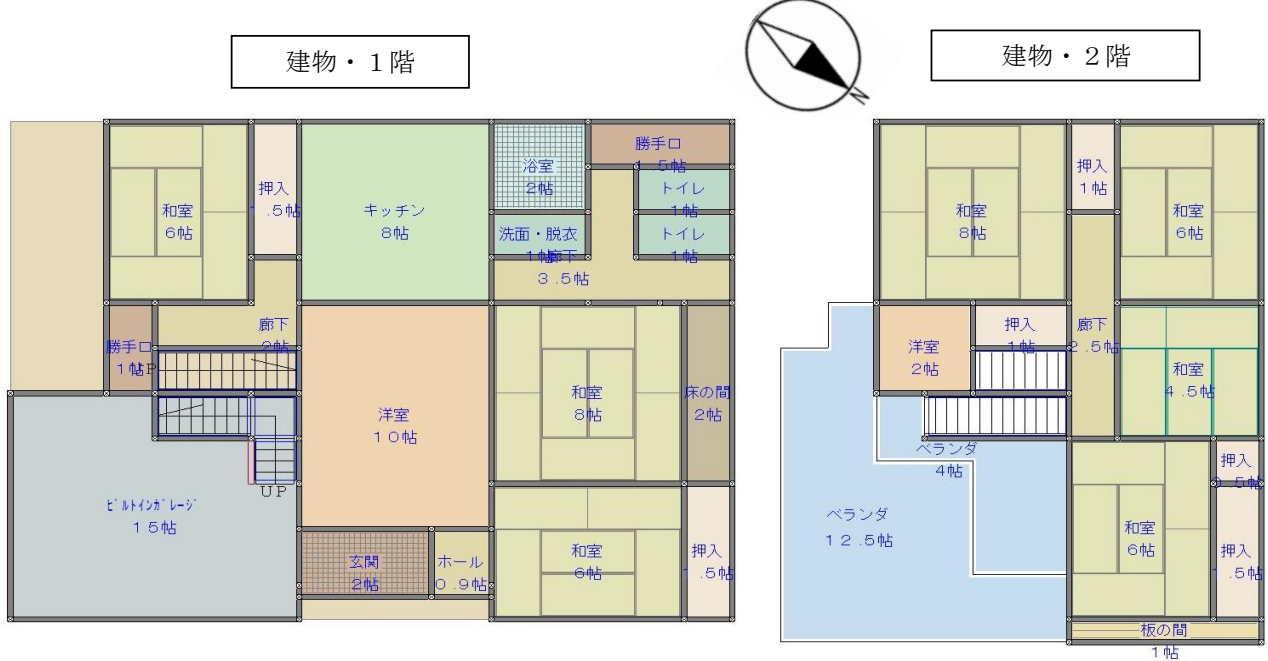 建物・１階
建物・２階
N
勝手口
1.5帖
浴室
2帖
トイレ
1帖
押入
1.5帖
和室
6帖
キッチン
8帖
洗面・脱衣
1帖
トイレ
1帖
廊下
3.5帖
廊下
2帖
勝手口
1帖
UP
和室
8帖
床の間
2帖
洋室
10帖
UP
ﾋﾞﾙﾄｲﾝｶﾞﾚｰｼﾞ
15帖
玄関
2帖
ホール
0.9帖
和室
6帖
押入
1.5帖
押入
1帖
和室
8帖
和室
6帖
洋室
2帖
押入
1帖
廊下
2.5帖
和室
4.5帖
ベランダ
4帖
押入
0.5帖
ベランダ
12.5帖
和室
6帖
押入
1.5帖
板の間
1帖